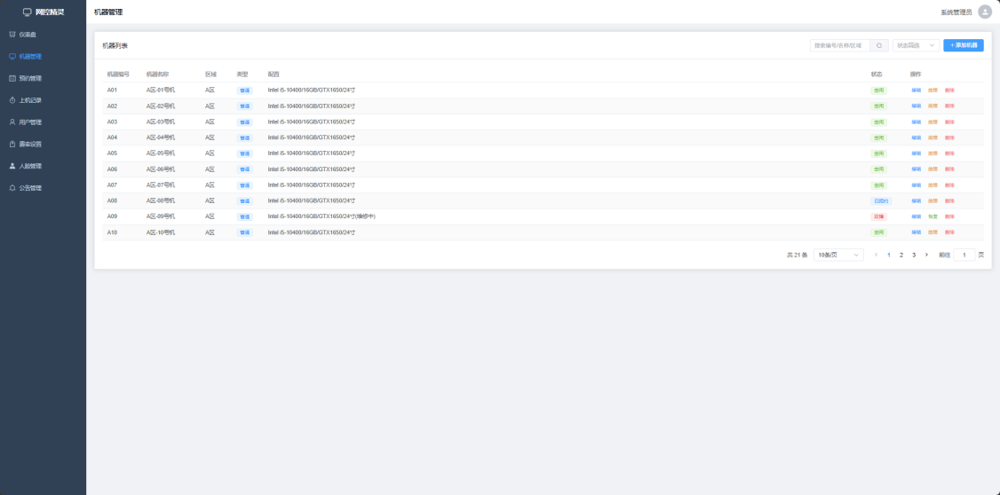 网控精灵
机器管理
系统管理员
仪表盘
机器管理
预约管理
上机记录
用户管理
费率设置
人脸管理
公告管理
机器列表
搜索编号/名称/区域 状态筛选 +添加机器
机器编号 机器名称 区域 类型 配置 状态 操作
A01 A区-01号机 A区 普通 Intel i5-10400/16GB/GTX1650/24寸 空闲 编辑 故障 删除
A02 A区-02号机 A区 普通 Intel i5-10400/16GB/GTX1650/24寸 空闲 编辑 故障 删除
A03 A区-03号机 A区 普通 Intel i5-10400/16GB/GTX1650/24寸 空闲 编辑 故障 删除
A04 A区-04号机 A区 普通 Intel i5-10400/16GB/GTX1650/24寸 空闲 编辑 故障 删除
A05 A区-05号机 A区 普通 Intel i5-10400/16GB/GTX1650/24寸 空闲 编辑 故障 删除
A06 A区-06号机 A区 普通 Intel i5-10400/16GB/GTX1650/24寸 空闲 编辑 故障 删除
A07 A区-07号机 A区 普通 Intel i5-10400/16GB/GTX1650/24寸 空闲 编辑 故障 删除
A08 A区-08号机 A区 普通 Intel i5-10400/16GB/GTX1650/24寸 已预约 编辑 故障 删除
A09 A区-09号机 A区 普通 Intel i5-10400/16GB/GTX1650/24寸(维修中) 故障 编辑 恢复 删除
A10 A区-10号机 A区 普通 Intel i5-10400/16GB/GTX1650/24寸 空闲 编辑 故障 删除
共 21 条 10条/页 1 2 3 前往 1 页